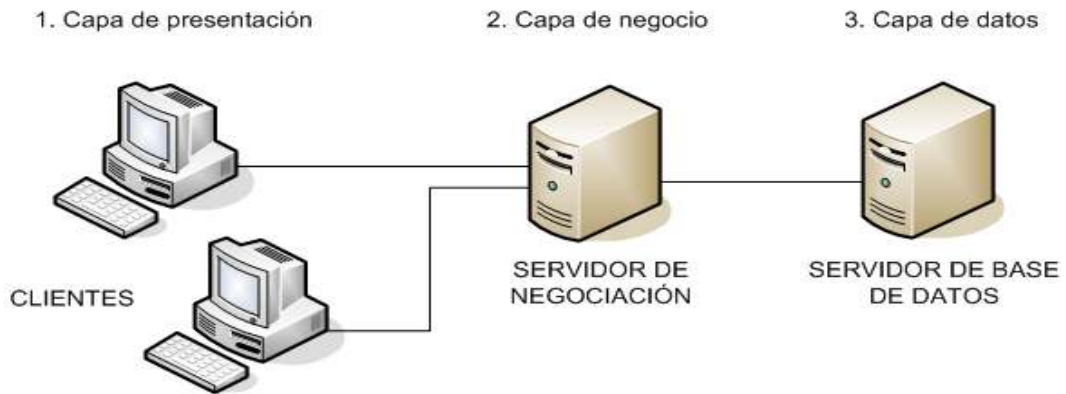 1. Capa de presentación
2. Capa de negocio
3. Capa de datos
CLIENTES
SERVIDOR DE
NEGOCIACIÓN
SERVIDOR DE BASE
DE DATOS